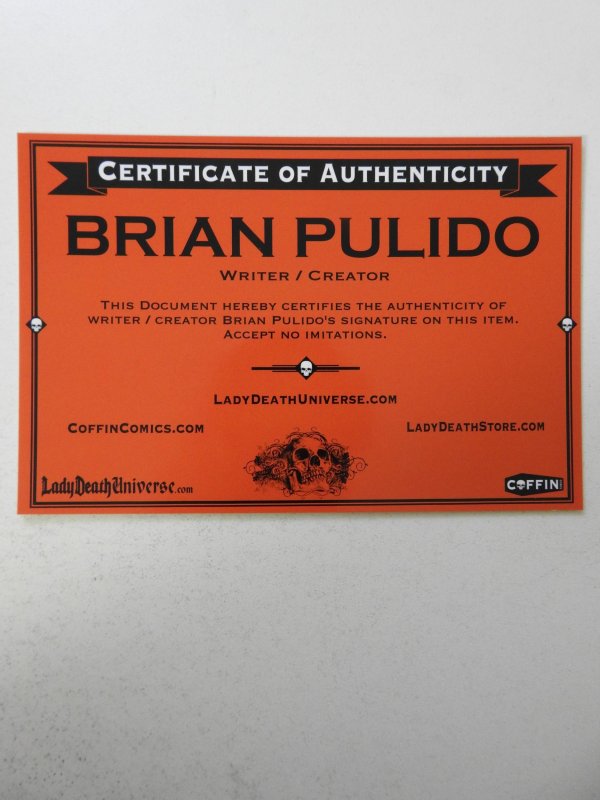 CERTIFICATE OF AUTHENTICITY
BRIAN PULIDO
WRITER / CREATOR
THIS DOCUMENT HEREBY CERTIFIES THE AUTHENTICITY OF
WRITER / CREATOR BRIAN PULIDO'S SIGNATURE ON THIS ITEM.
ACCEPT NO IMITATIONS.
LADYDEATHUNIVERSE.COM
COFFINCOMICS.COM
LADYDEATHSTORE.COM
LadyDeathUniverse.com
COFFIN